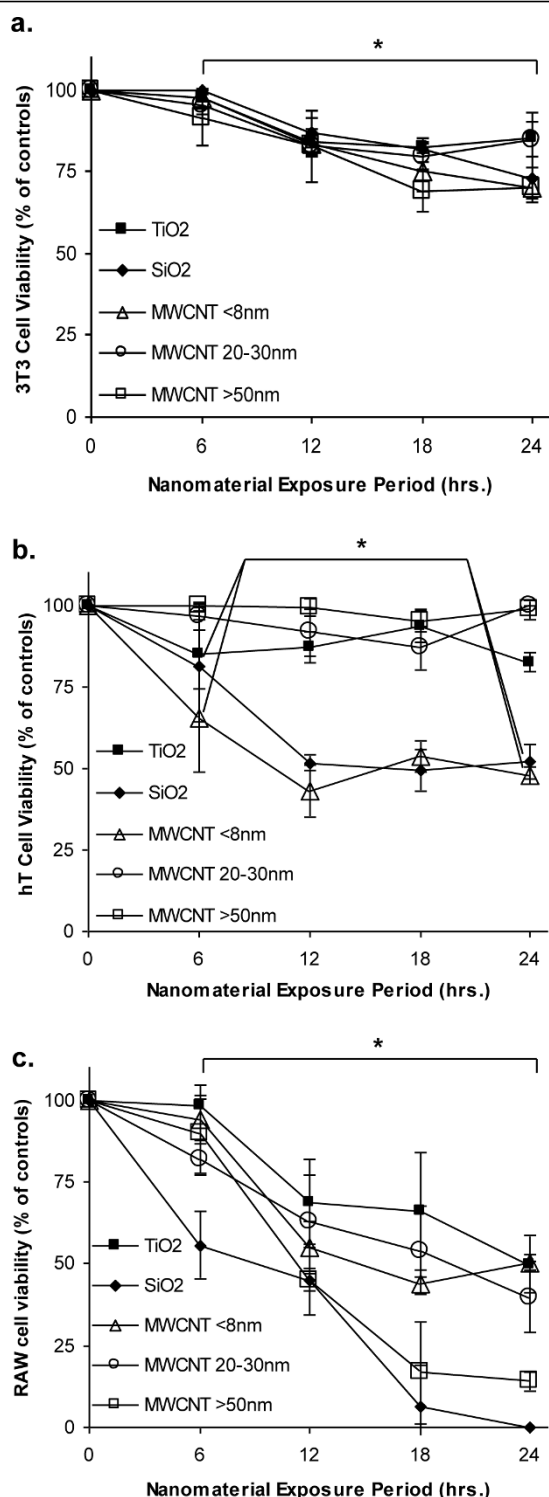 a.
*
3T3 Cell Viability (% of controls)
100
75
50
25
0
TiO2
SiO2
MWCNT <8nm
MWCNT 20-30nm
MWCNT >50nm
0 6 12 18 24
Nanomaterial Exposure Period (hrs.)
b.
*
hT Cell Viability (% of controls)
100
75
50
25
0
TiO2
SiO2
MWCNT <8nm
MWCNT 20-30nm
MWCNT >50nm
0 6 12 18 24
Nanomaterial Exposure Period (hrs.)
c.
*
RAW cell viability (% of controls)
100
75
50
25
0
TiO2
SiO2
MWCNT <8nm
MWCNT 20-30nm
MWCNT >50nm
0 6 12 18 24
Nanomaterial Exposure Period (hrs.)